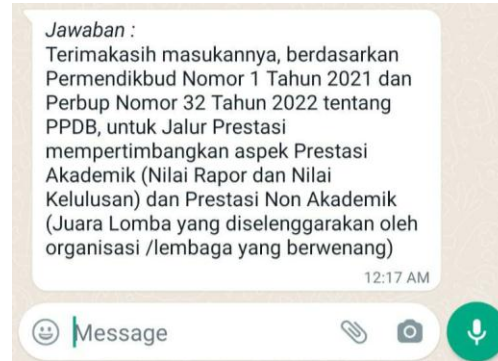 Jawaban :
Terimakasih masukannya, berdasarkan
Permendikbud Nomor 1 Tahun 2021 dan
Perbup Nomor 32 Tahun 2022 tentang
PPDB, untuk Jalur Prestasi
mempertimbangkan aspek Prestasi
Akademik (Nilai Rapor dan Nilai
Kelulusan) dan Prestasi Non Akademik
(Juara Lomba yang diselenggarakan oleh
organisasi /lembaga yang berwenang)
12:17 AM
Message